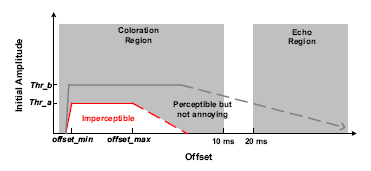 Coloration
Region
Echo
Region
Initial Amplitude
Thr_b
Thr_a
Imperceptible
Perceptible but
not annoying
offset_min
offset_max
10 ms
20 ms
Offset